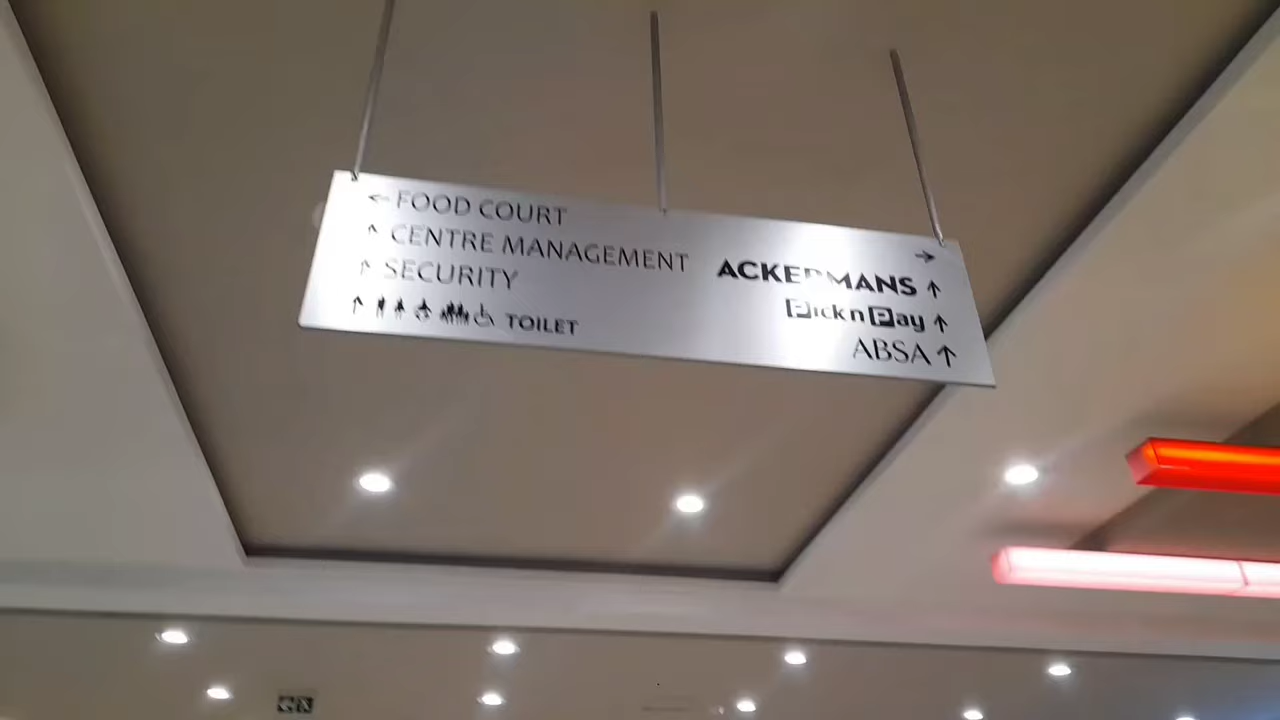 ← FOOD COURT
↑ CENTRE MANAGEMENT
↑ SECURITY
↑ TOILET
→
ACKERMANS ↑
Pick n Pay ↑
ABSA ↑